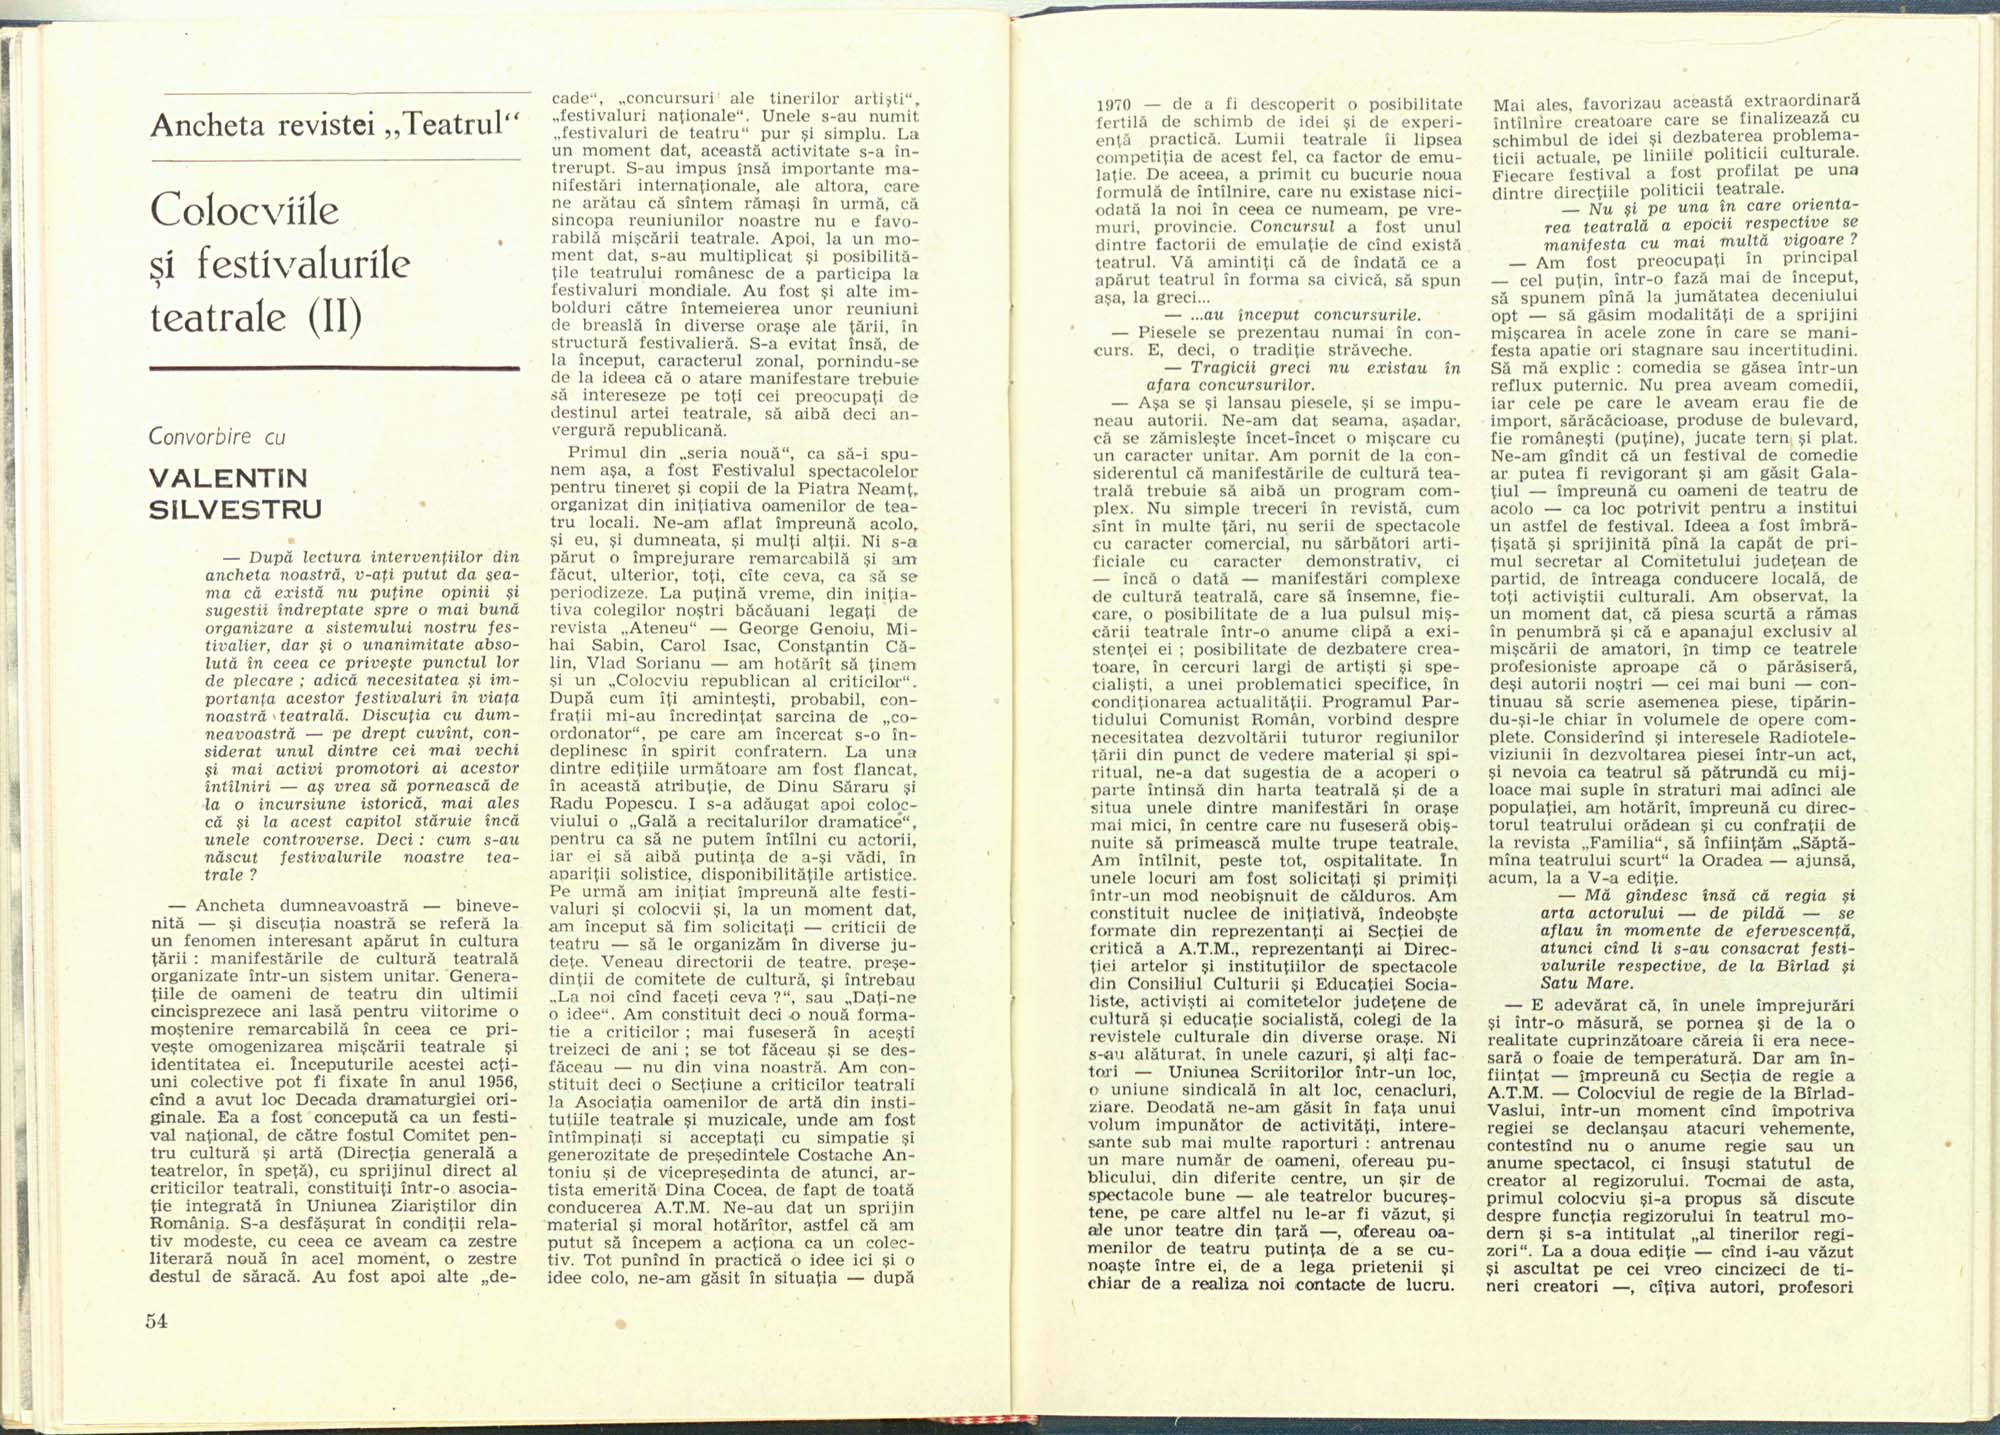 Ancheta revistei „Teatrul“
Colocviile
și festivalurile
teatrale (II)
Convorbire cu
VALENTIN
SILVESTRU
— După lectura intervențiilor din
ancheta noastră, v-ați putut da sea-
ma că există nu puține opinii și
sugestii îndreptate spre o mai bună
organizare a sistemului nostru fes-
tivalier, dar și o unanimitate abso-
lută în ceea ce privește punctul lor
de plecare ; adică necesitatea și im-
portanța acestor festivaluri în viața
noastră teatrală. Discuția cu dum-
neavoastră — pe drept cuvînt, con-
siderat unul dintre cei mai vechi
și mai activi promotori ai acestor
întîlniri — aș vrea să pornească de
la o incursiune istorică, mai ales
că și la acest capitol stăruie încă
unele controverse. Deci : cum s-au
născut festivalurile noastre tea-
trale ?
— Ancheta dumneavoastră — bineve-
nită — și discuția noastră se referă la
un fenomen interesant apărut în cultura
țării : manifestările de cultură teatrală
organizate într-un sistem unitar. Genera-
țiile de oameni de teatru din ultimii
cincisprezece ani lasă pentru viitorime o
moștenire remarcabilă în ceea ce pri-
vește omogenizarea mișcării teatrale și
identitatea ei. Începuturile acestei acți-
uni colective pot fi fixate în anul 1956,
cînd a avut loc Decada dramaturgiei ori-
ginale. Ea a fost concepută ca un festi-
val național, de către fostul Comitet pen-
tru cultură și artă (Direcția generală a
teatrelor, în speță), cu sprijinul direct al
criticilor teatrali, constituiți într-o asocia-
ție integrată în Uniunea Ziariștilor din
România. S-a desfășurat în condiții rela-
tiv modeste, cu ceea ce aveam ca zestre
literară nouă în acel moment, o zestre
destul de săracă. Au fost apoi alte „de-
54
cade“, „concursuri ale tinerilor artiști“,
„festivaluri naționale“. Unele s-au numit
„festivaluri de teatru“ pur și simplu. La
un moment dat, această activitate s-a în-
trerupt. S-au impus însă importante ma-
nifestări internaționale, ale altora, care
ne arătau că sîntem rămași în urmă, că
sincopa reuniunilor noastre nu e favo-
rabilă mișcării teatrale. Apoi, la un mo-
ment dat, s-au multiplicat și posibilită-
țile teatrului românesc de a participa la
festivaluri mondiale. Au fost și alte im-
bolduri către întemeierea unor reuniuni
de breaslă în diverse orașe ale țării, în
structură festivalieră. S-a evitat însă, de
la început, caracterul zonal, pornindu-se
de la ideea că o atare manifestare trebuie
să intereseze pe toți cei preocupați de
destinul artei teatrale, să aibă deci an-
vergură republicană.
Primul din „seria nouă“, ca să-i spu-
nem așa, a fost Festivalul spectacolelor
pentru tineret și copii de la Piatra Neamț,
organizat din inițiativa oamenilor de tea-
tru locali. Ne-am aflat împreună acolo,
și eu, și dumneata, și mulți alții. Ni s-a
părut o împrejurare remarcabilă și am
făcut, ulterior, toți, cîte ceva, ca să se
periodizeze. La puțină vreme, din iniția-
tiva colegilor noștri băcăuani legați de
revista „Ateneu“ — George Genoiu, Mi-
hai Sabin, Carol Isac, Constantin Că-
lin, Vlad Sorianu — am hotărît să ținem
și un „Colocviu republican al criticilor“.
După cum îți amintești, probabil, con-
frații mi-au încredințat sarcina de „co-
ordonator“, pe care am încercat s-o în-
deplinesc în spirit confratern. La una
dintre edițiile următoare am fost flancat,
în această atribuție, de Dinu Săraru și
Radu Popescu. I s-a adăugat apoi coloc-
viului o „Gală a recitalurilor dramatice“,
pentru ca să ne putem întîlni cu actorii,
iar ei să aibă putința de a-și vădi, în
apariții solistice, disponibilitățile artistice.
Pe urmă am inițiat împreună alte festi-
valuri și colocvii și, la un moment dat,
am început să fim solicitați — criticii de
teatru — să le organizăm în diverse ju-
dețe. Veneau directorii de teatre, preșe-
dinții de comitete de cultură, și întrebau
„La noi cînd faceți ceva ?“, sau „Dați-ne
o idee“. Am constituit deci o nouă forma-
ție a criticilor ; mai fuseseră în acești
treizeci de ani ; se tot făceau și se des-
făceau — nu din vina noastră. Am con-
stituit deci o Secțiune a criticilor teatrali
la Asociația oamenilor de artă din insti-
tuțiile teatrale și muzicale, unde am fost
întîmpinați si acceptați cu simpatie și
generozitate de președintele Costache An-
toniu și de vicepreședinta de atunci, ar-
tista emerită Dina Cocea, de fapt de toată
conducerea A.T.M. Ne-au dat un sprijin
material și moral hotărîtor, astfel că am
putut să începem a acționa ca un colec-
tiv. Tot punînd în practică o idee ici și o
idee colo, ne-am găsit în situația — după
1970 — de a fi descoperit o posibilitate
fertilă de schimb de idei și de experi-
ență practică. Lumii teatrale îi lipsea
competiția de acest fel, ca factor de emu-
lație. De aceea, a primit cu bucurie noua
formulă de întîlnire, care nu existase nici-
odată la noi în ceea ce numeam, pe vre-
muri, provincie. Concursul a fost unul
dintre factorii de emulație de cînd există
teatrul. Vă amintiți că de îndată ce a
apărut teatrul în forma sa civică, să spun
așa, la greci...
— ...au început concursurile.
— Piesele se prezentau numai în con-
curs. E, deci, o tradiție străveche.
— Tragicii greci nu existau în
afara concursurilor.
— Așa se și lansau piesele, și se impu-
neau autorii. Ne-am dat seama, așadar,
că se zămislește încet-încet o mișcare cu
un caracter unitar. Am pornit de la con-
siderentul că manifestările de cultură tea-
trală trebuie să aibă un program com-
plex. Nu simple treceri în revistă, cum
sînt în multe țări, nu serii de spectacole
cu caracter comercial, nu sărbători arti-
ficiale cu caracter demonstrativ, ci
— încă o dată — manifestări complexe
de cultură teatrală, care să însemne, fie-
care, o posibilitate de a lua pulsul miș-
cării teatrale într-o anume clipă a exi-
stenței ei ; posibilitate de dezbatere crea-
toare, în cercuri largi de artiști și spe-
cialiști, a unei problematici specifice, în
condiționarea actualității. Programul Par-
tidului Comunist Român, vorbind despre
necesitatea dezvoltării tuturor regiunilor
țării din punct de vedere material și spi-
ritual, ne-a dat sugestia de a acoperi o
parte întinsă din harta teatrală și de a
situa unele dintre manifestări în orașe
mai mici, în centre care nu fuseseră obiș-
nuite să primească multe trupe teatrale.
Am întîlnit, peste tot, ospitalitate. În
unele locuri am fost solicitați și primiți
într-un mod neobișnuit de călduros. Am
constituit nuclee de inițiativă, îndeobște
formate din reprezentanți ai Secției de
critică a A.T.M., reprezentanți ai Direc-
ției artelor și instituțiilor de spectacole
din Consiliul Culturii și Educației Socia-
liste, activiști ai comitetelor județene de
cultură și educație socialistă, colegi de la
revistele culturale din diverse orașe. Ni
s-au alăturat, în unele cazuri, și alți fac-
tori — Uniunea Scriitorilor într-un loc,
o uniune sindicală în alt loc, cenacluri,
ziare. Deodată ne-am găsit în fața unui
volum impunător de activități, intere-
sante sub mai multe raporturi : antrenau
un mare număr de oameni, ofereau pu-
blicului, din diferite centre, un șir de
spectacole bune — ale teatrelor bucureș-
tene, pe care altfel nu le-ar fi văzut, și
ale unor teatre din țară —, ofereau oa-
menilor de teatru putința de a se cu-
noaște între ei, de a lega prietenii și
chiar de a realiza noi contacte de lucru.
Mai ales, favorizau această extraordinară
întîlnire creatoare care se finalizează cu
schimbul de idei și dezbaterea problema-
ticii actuale, pe liniile politicii culturale.
Fiecare festival a fost profilat pe una
dintre direcțiile politicii teatrale.
— Nu și pe una în care orienta-
rea teatrală a epocii respective se
manifesta cu mai multă vigoare ?
— Am fost preocupați în principal
— cel puțin, într-o fază mai de început,
să spunem pînă la jumătatea deceniului
opt — să găsim modalități de a sprijini
mișcarea în acele zone în care se mani-
festa apatie ori stagnare sau incertitudini.
Să mă explic : comedia se găsea într-un
reflux puternic. Nu prea aveam comedii,
iar cele pe care le aveam erau fie de
import, sărăcăcioase, produse de bulevard,
fie românești (puține), jucate tern și plat.
Ne-am gîndit că un festival de comedie
ar putea fi revigorant și am găsit Gala-
țiul — împreună cu oameni de teatru de
acolo — ca loc potrivit pentru a institui
un astfel de festival. Ideea a fost îmbră-
țișată și sprijinită pînă la capăt de pri-
mul secretar al Comitetului județean de
partid, de întreaga conducere locală, de
toți activiștii culturali. Am observat, la
un moment dat, că piesa scurtă a rămas
în penumbră și că e apanajul exclusiv al
mișcării de amatori, în timp ce teatrele
profesioniste aproape că o părăsiseră,
deși autorii noștri — cei mai buni — con-
tinuau să scrie asemenea piese, tipărin-
du-și-le chiar în volumele de opere com-
plete. Considerînd și interesele Radiotele-
viziunii în dezvoltarea piesei într-un act,
și nevoia ca teatrul să pătrundă cu mij-
loace mai suple în straturi mai adînci ale
populației, am hotărît, împreună cu direc-
torul teatrului orădean și cu confrații de
la revista „Familia“, să înființăm „Săptă-
mîna teatrului scurt“ la Oradea — ajunsă,
acum, la a V-a ediție.
— Mă gîndesc însă că regia și
arta actorului — de pildă — se
aflau în momente de efervescență,
atunci cînd li s-au consacrat festi-
valurile respective, de la Bîrlad și
Satu Mare.
— E adevărat că, în unele împrejurări
și într-o măsură, se pornea și de la o
realitate cuprinzătoare căreia îi era nece-
sară o foaie de temperatură. Dar am în-
ființat — împreună cu Secția de regie a
A.T.M. — Colocviul de regie de la Bîrlad-
Vaslui, într-un moment cînd împotriva
regiei se declanșau atacuri vehemente,
contestînd nu o anume regie sau un
anume spectacol, ci însuși statutul de
creator al regizorului. Tocmai de asta,
primul colocviu și-a propus să discute
despre funcția regizorului în teatrul mo-
dern și s-a intitulat „al tinerilor regi-
zori“. La a doua ediție — cînd i-au văzut
și ascultat pe cei vreo cincizeci de ti-
neri creatori —, cîțiva autori, profesori